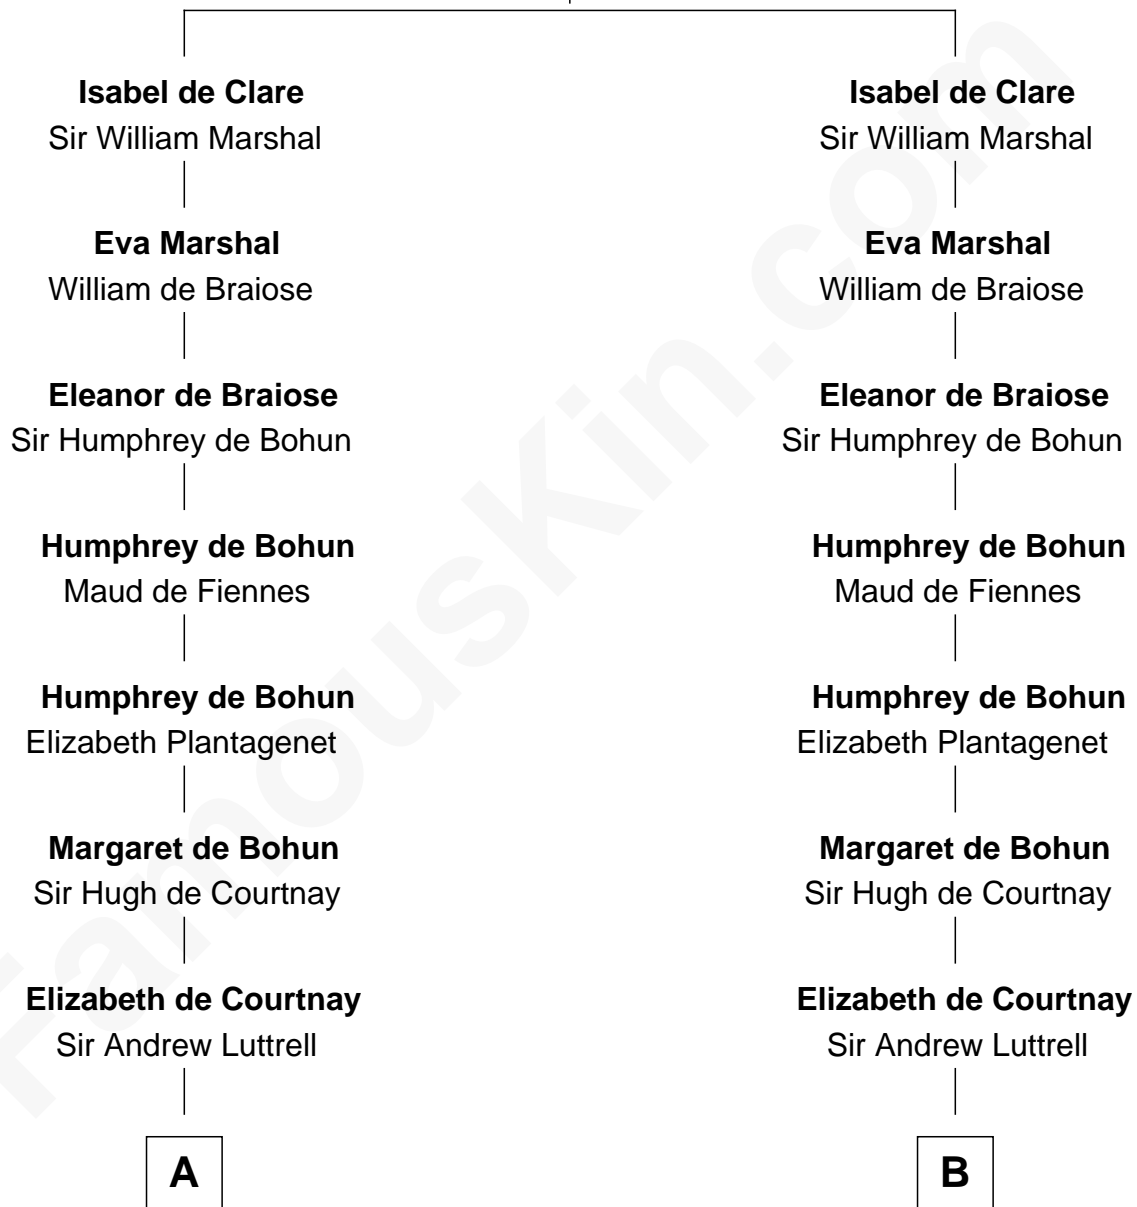 Isabel de Clare
Sir William Marshal
Eva Marshal
William de Braiose
Eleanor de Braiose
Sir Humphrey de Bohun
Humphrey de Bohun
Maud de Fiennes
Humphrey de Bohun
Elizabeth Plantagenet
Margaret de Bohun
Sir Hugh de Courtnay
Elizabeth de Courtnay
Sir Andrew Luttrell
A
Isabel de Clare
Sir William Marshal
Eva Marshal
William de Braiose
Eleanor de Braiose
Sir Humphrey de Bohun
Humphrey de Bohun
Maud de Fiennes
Humphrey de Bohun
Elizabeth Plantagenet
Margaret de Bohun
Sir Hugh de Courtnay
Elizabeth de Courtnay
Sir Andrew Luttrell
B
FamousKin.com